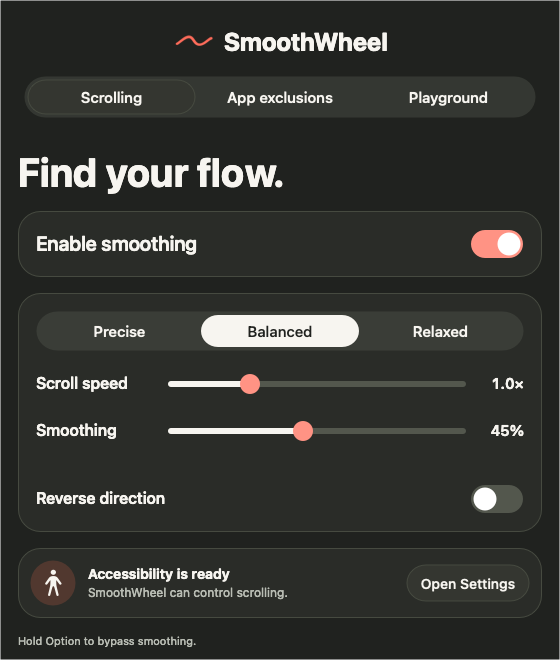 SmoothWheel
Scrolling App exclusions Playground
Find your flow.
Enable smoothing
Precise Balanced Relaxed
Scroll speed 1.0×
Smoothing 45%
Reverse direction
Accessibility is ready
SmoothWheel can control scrolling.
Open Settings
Hold Option to bypass smoothing.